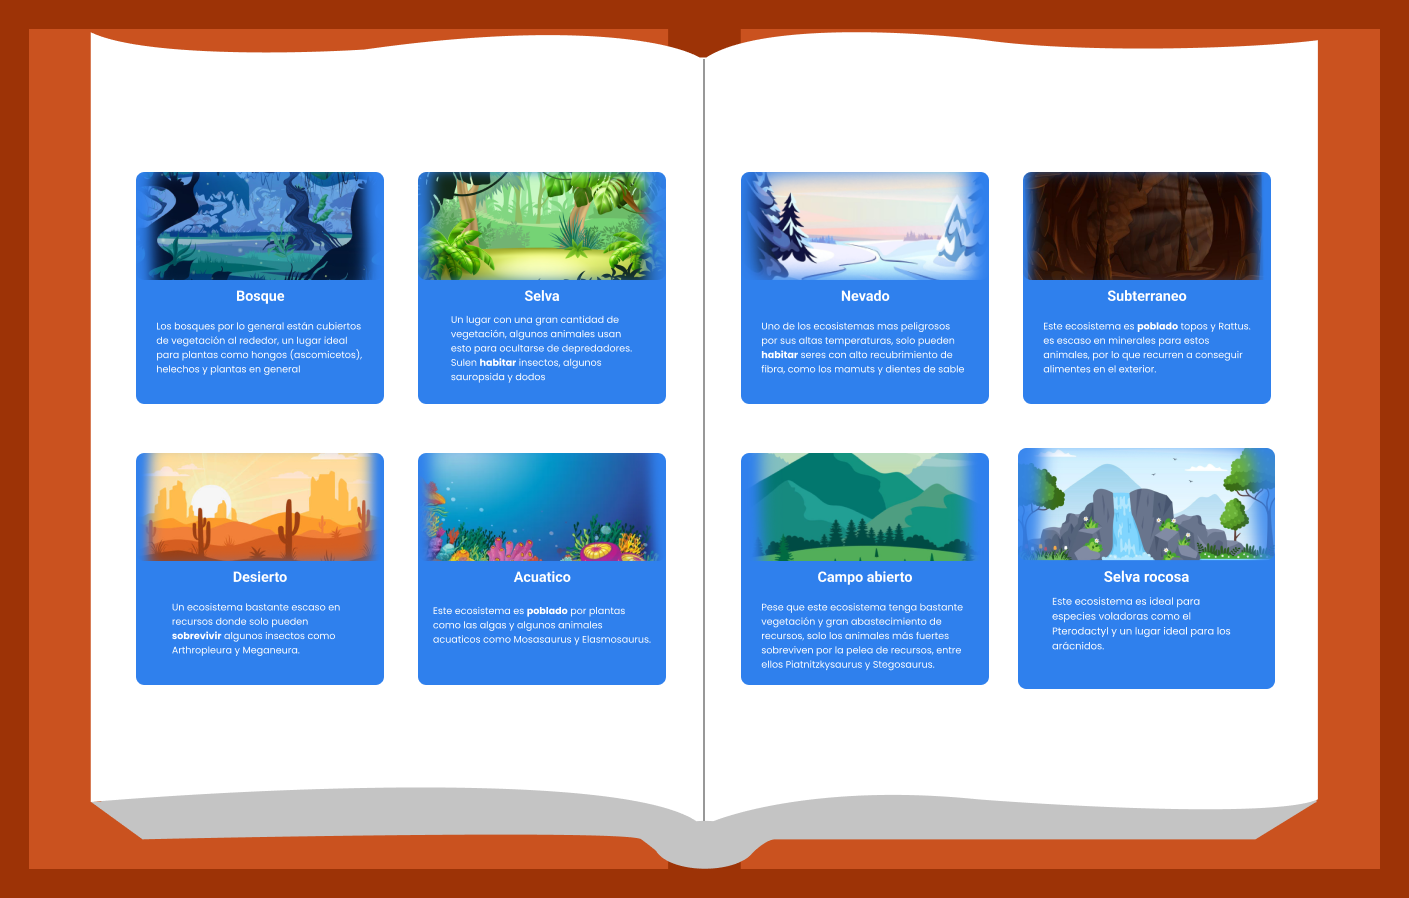 Bosque
Los bosques por lo general están cubiertos
de vegetación al rededor, un lugar ideal
para plantas como hongos (ascomicetos),
helechos y plantas en general
Selva
Un lugar con una gran cantidad de
vegetación, algunos animales usan
esto para ocultarse de depredadores.
Sulen habitar insectos, algunos
sauropsida y dodos
Desierto
Un ecosistema bastante escaso en
recursos donde solo pueden
sobrevivir algunos insectos como
Arthropleura y Meganeura.
Acuatico
Este ecosistema es poblado por plantas
como las algas y algunos animales
acuaticos como Mosasaurus y Elasmosaurus.
Nevado
Uno de los ecosistemas mas peligrosos
por sus altas temperaturas, solo pueden
habitar seres con alto recubrimiento de
fibra, como los mamuts y dientes de sable
Subterraneo
Este ecosistema es poblado topos y Rattus.
es escaso en minerales para estos
animales, por lo que recurren a conseguir
alimentes en el exterior.
Campo abierto
Pese que este ecosistema tenga bastante
vegetación y gran abastecimiento de
recursos, solo los animales más fuertes
sobreviven por la pelea de recursos, entre
ellos Piatnitzkysaurus y Stegosaurus.
Selva rocosa
Este ecosistema es ideal para
especies voladoras como el
Pterodactyl y un lugar ideal para los
arácnidos.